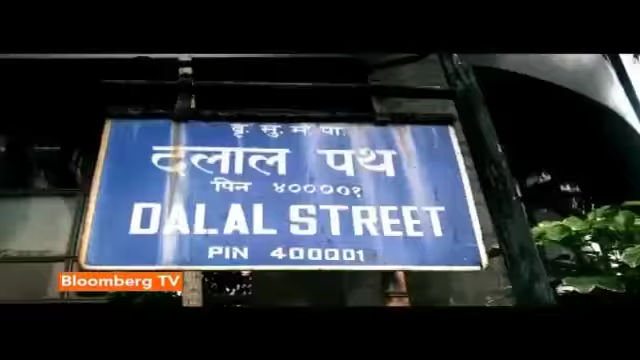 बृ. मुं. म. पा.
दलाल पथ
पिन ४००००१
DALAL STREET
PIN 400001
Bloomberg TV